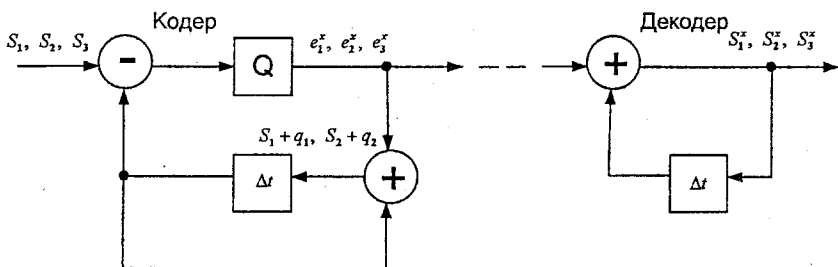 Кодер
Декодер
S₁, S₂, S₃
e₁ˣ, e₂ˣ, e₃ˣ
S₁ˣ, S₂ˣ, S₃ˣ
−
Q
+
S₁ + q₁, S₂ + q₂
Δt
+
Δt